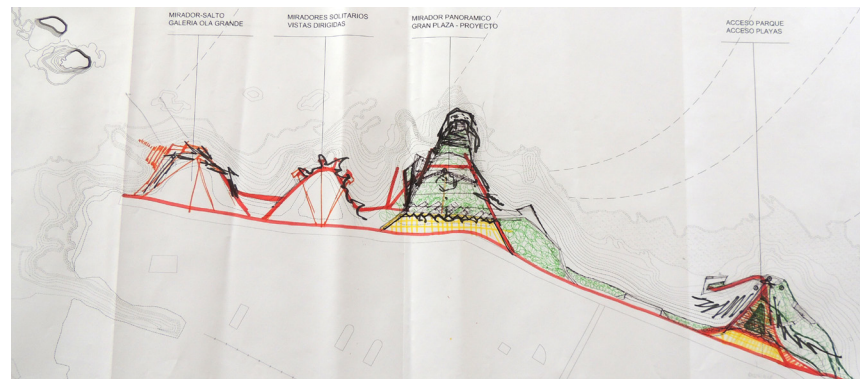 MIRADOR-SALTO
GALERIA OLA GRANDE
MIRADORES SOLITARIOS
VISTAS DIRIGIDAS
MIRADOR PANORAMICO
GRAN PLAZA - PROYECTO
ACCESO PARQUE
ACCESO PLAYAS